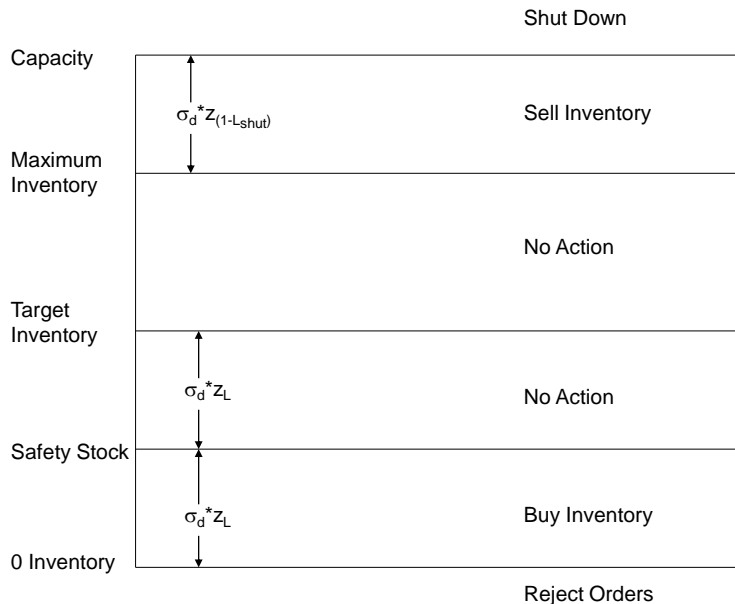 Shut Down
Capacity
σd*z(1-Lshut)
Sell Inventory
Maximum
Inventory
No Action
Target
Inventory
σd*zL
No Action
Safety Stock
σd*zL
Buy Inventory
0 Inventory
Reject Orders